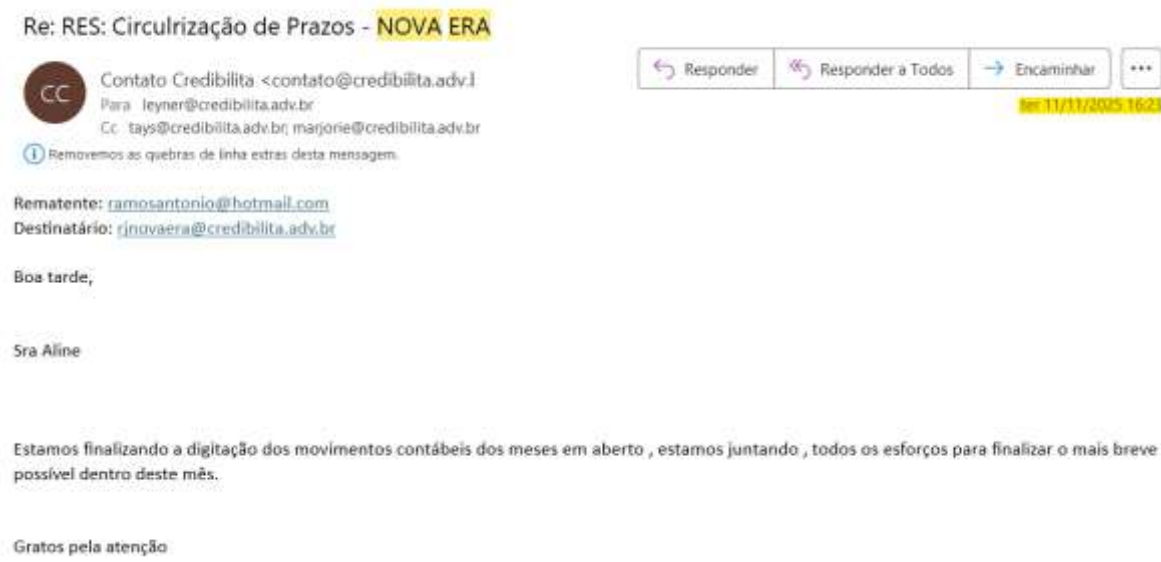 Re: RES: Circulrização de Prazos - NOVA ERA
CC
Contato Credibilita <contato@credibilita.adv.l
Para leyner@credibilita.adv.br
Cc tays@credibilita.adv.br; marjorie@credibilita.adv.br
Responder
Responder a Todos
Encaminhar
ter 11/11/2025 16:23
Removemos as quebras de linha extras desta mensagem.
Rematente: ramosantonio@hotmail.com
Destinatário: rjnovaera@credibilita.adv.br
Boa tarde,
Sra Aline
Estamos finalizando a digitação dos movimentos contábeis dos meses em aberto , estamos juntando , todos os esforços para finalizar o mais breve
possível dentro deste mês.
Gratos pela atenção